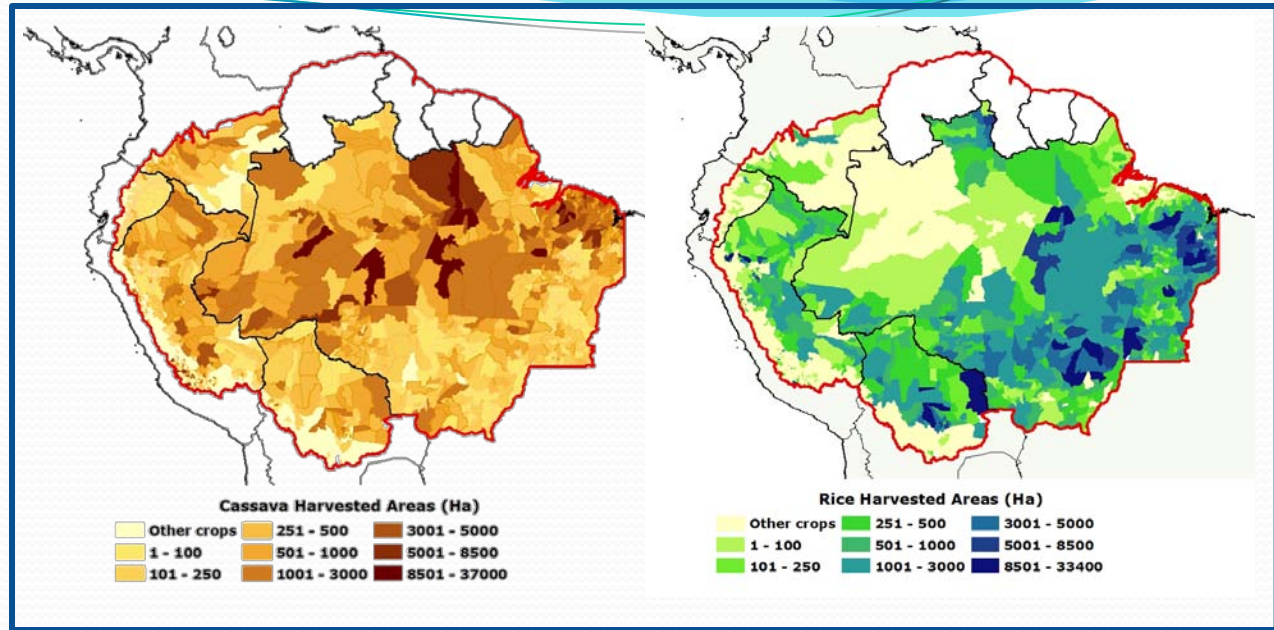 Cassava Harvested Areas (Ha)
Other crops 251 - 500 3001 - 5000
1 - 100 501 - 1000 5001 - 8500
101 - 250 1001 - 3000 8501 - 37000
Rice Harvested Areas (Ha)
Other crops 251 - 500 3001 - 5000
1 - 100 501 - 1000 5001 - 8500
101 - 250 1001 - 3000 8501 - 33400